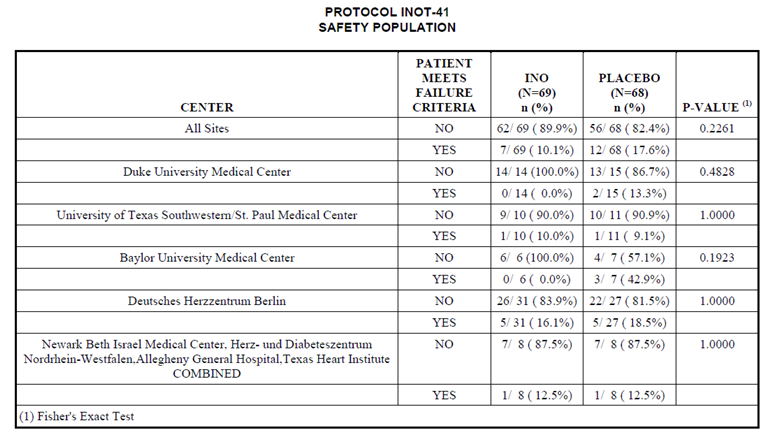 PROTOCOL INOT-41
SAFETY POPULATION
CENTER PATIENT MEETS FAILURE CRITERIA INO (N=69) n (%) PLACEBO (N=68) n (%) P-VALUE (1)
All Sites NO 62/ 69 ( 89.9%) 56/ 68 ( 82.4%) 0.2261
YES 7/ 69 ( 10.1%) 12/ 68 ( 17.6%)
Duke University Medical Center NO 14/ 14 (100.0%) 13/ 15 ( 86.7%) 0.4828
YES 0/ 14 ( 0.0%) 2/ 15 ( 13.3%)
University of Texas Southwestern/St. Paul Medical Center NO 9/ 10 ( 90.0%) 10/ 11 ( 90.9%) 1.0000
YES 1/ 10 ( 10.0%) 1/ 11 ( 9.1%)
Baylor University Medical Center NO 6/ 6 (100.0%) 4/ 7 ( 57.1%) 0.1923
YES 0/ 6 ( 0.0%) 3/ 7 ( 42.9%)
Deutsches Herzzentrum Berlin NO 26/ 31 ( 83.9%) 22/ 27 ( 81.5%) 1.0000
YES 5/ 31 ( 16.1%) 5/ 27 ( 18.5%)
Newark Beth Israel Medical Center, Herz- und Diabeteszentrum NO 7/ 8 ( 87.5%) 7/ 8 ( 87.5%) 1.0000
Nordrhein-Westfalen,Allegheny General Hospital,Texas Heart Institute
COMBINED
YES 1/ 8 ( 12.5%) 1/ 8 ( 12.5%)
(1) Fisher's Exact Test